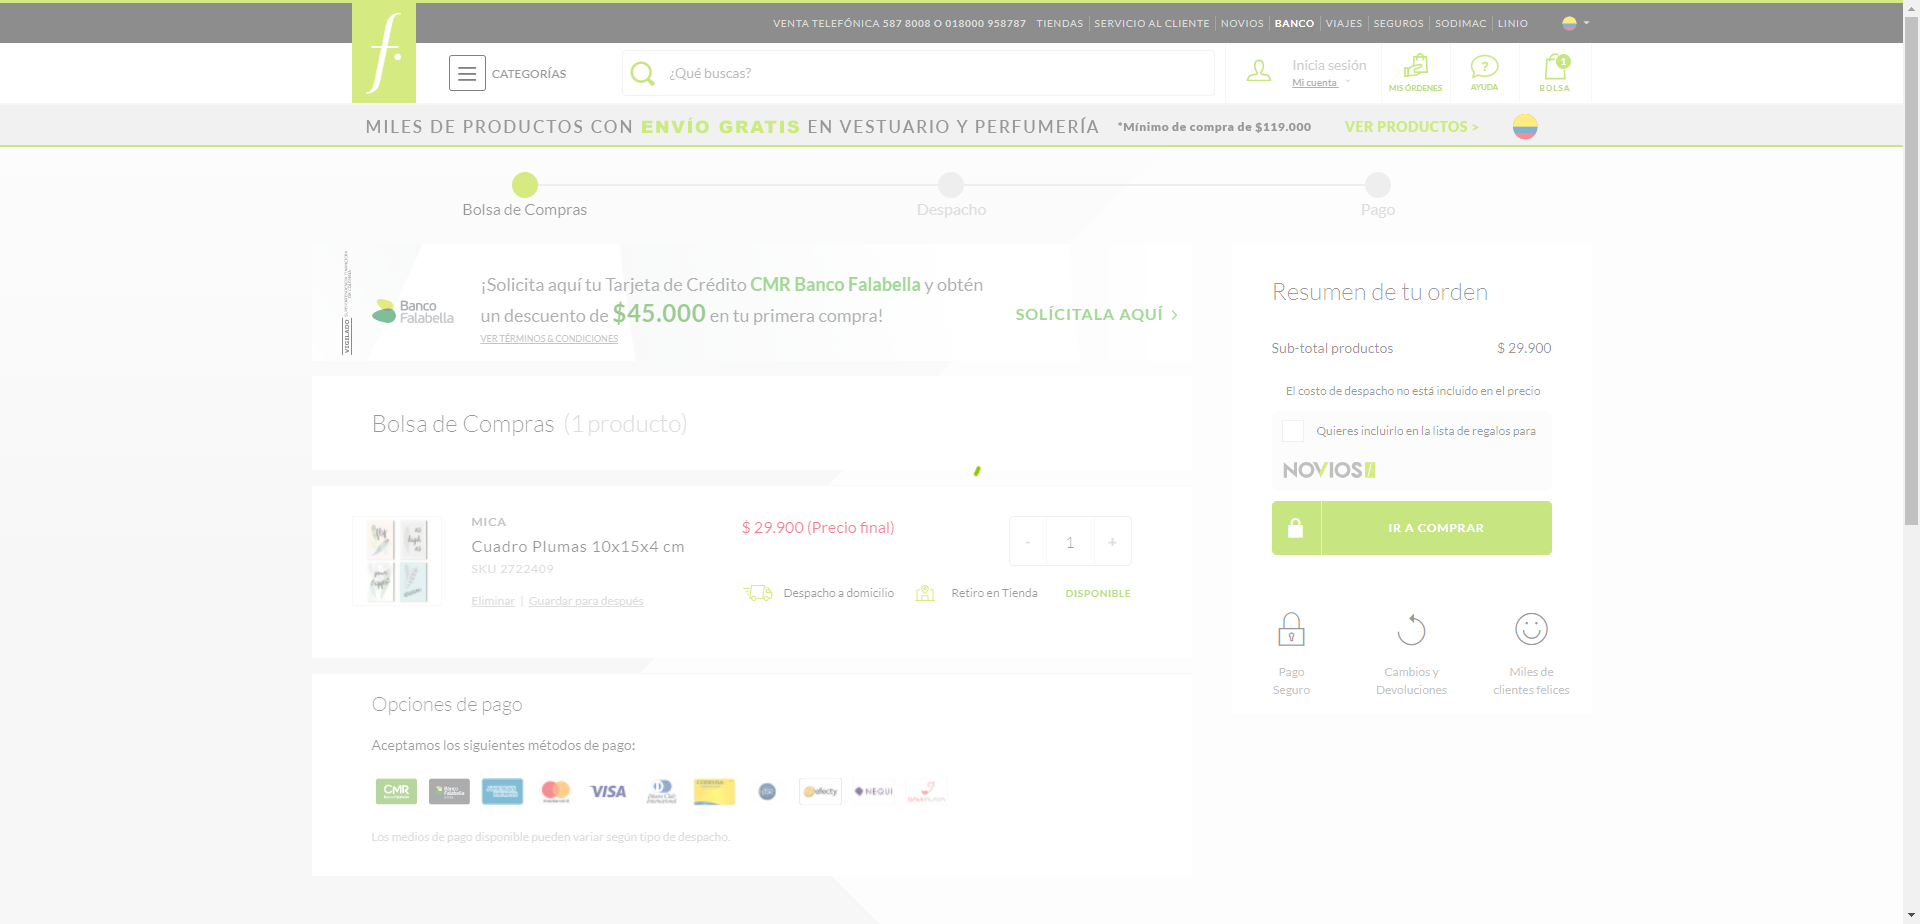 VENTA TELEFÓNICA 587 8008 O 018000 958787 TIENDAS SERVICIO AL CLIENTE NOVIOS BANCO VIAJES SEGUROS SODIMAC LINIO
f.
CATEGORÍAS
¿Qué buscas?
Inicia sesión
Mi cuenta
MIS ÓRDENES
AYUDA
1
BOLSA
MILES DE PRODUCTOS CON ENVÍO GRATIS EN VESTUARIO Y PERFUMERÍA *Mínimo de compra de $119.000 VER PRODUCTOS >
Bolsa de Compras
Despacho
Pago
VIGILADO
Banco Falabella
¡Solicita aquí tu Tarjeta de Crédito CMR Banco Falabella y obtén
un descuento de $45.000 en tu primera compra!
VER TÉRMINOS & CONDICIONES
SOLÍCITALA AQUÍ >
Bolsa de Compras (1 producto)
MICA
Cuadro Plumas 10x15x4 cm
SKU 2722409
Eliminar | Guardar para después
$ 29.900 (Precio final)
- 1 +
Despacho a domicilio
Retiro en Tienda
DISPONIBLE
Opciones de pago
Aceptamos los siguientes métodos de pago:
CMR
VISA
efecty
NEQUI
Los medios de pago disponible pueden variar según tipo de despacho.
Resumen de tu orden
Sub-total productos $ 29.900
El costo de despacho no está incluido en el precio
Quieres incluirlo en la lista de regalos para
NOVIOS f
IR A COMPRAR
Pago
Seguro
Cambios y
Devoluciones
Miles de
clientes felices